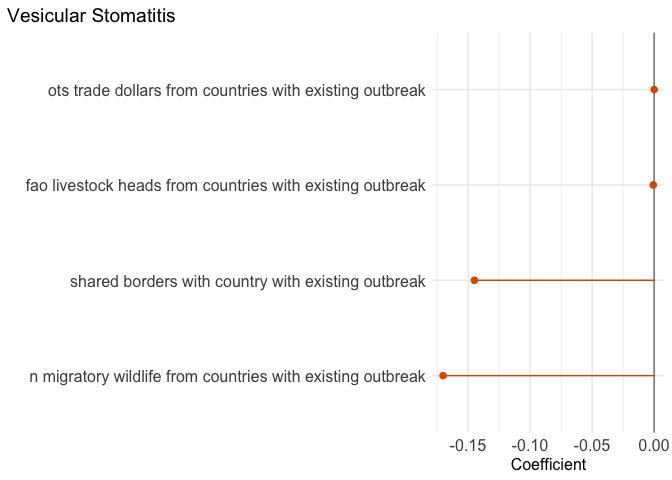 Vesicular Stomatitis
ots trade dollars from countries with existing outbreak
fao livestock heads from countries with existing outbreak
shared borders with country with existing outbreak
n migratory wildlife from countries with existing outbreak
-0.15 -0.10 -0.05 0.00
Coefficient